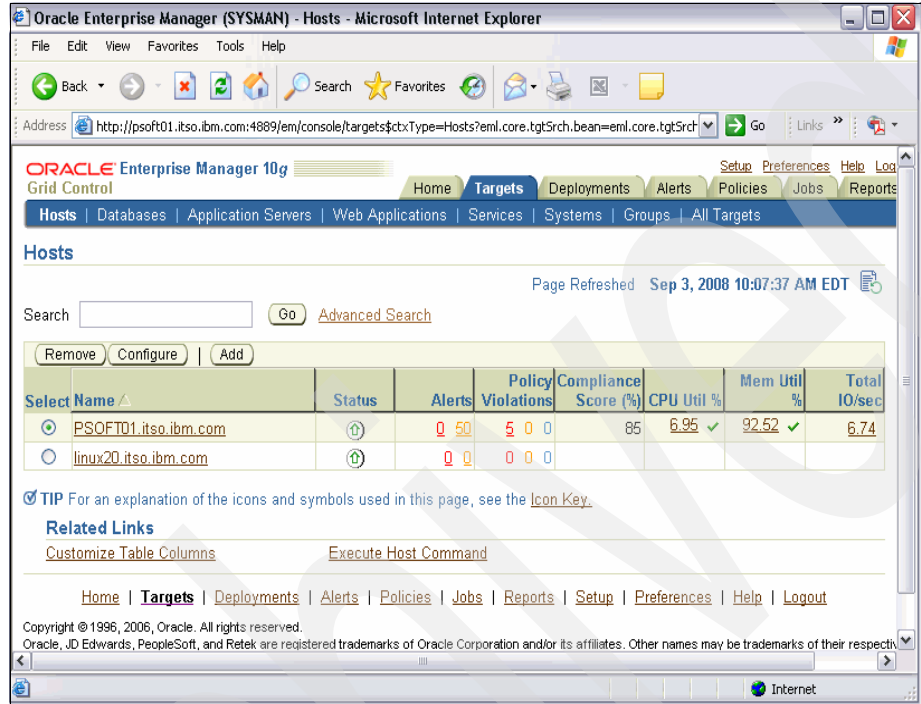 Oracle Enterprise Manager (SYSMAN) - Hosts - Microsoft Internet Explorer
File Edit View Favorites Tools Help
Back Search Favorites
Address http://psoft01.itso.ibm.com:4889/em/console/targets$ctxType=Hosts?eml.core.tgtSrch.bean=eml.core.tgtSrch Go Links »
ORACLE Enterprise Manager 10g
Grid Control
Setup Preferences Help Log
Home Targets Deployments Alerts Policies Jobs Reports
Hosts | Databases | Application Servers | Web Applications | Services | Systems | Groups | All Targets
Hosts
Page Refreshed Sep 3, 2008 10:07:37 AM EDT
Search Go Advanced Search
Remove Configure | Add
Select Name Status Alerts Policy Violations Compliance Score (%) CPU Util % Mem Util % Total IO/sec
PSOFT01.itso.ibm.com 0 50 5 0 0 85 6.95 92.52 6.74
linux20.itso.ibm.com 0 0 0 0 0
TIP For an explanation of the icons and symbols used in this page, see the Icon Key.
Related Links
Customize Table Columns Execute Host Command
Home | Targets | Deployments | Alerts | Policies | Jobs | Reports | Setup | Preferences | Help | Logout
Copyright © 1996, 2006, Oracle. All rights reserved.
Oracle, JD Edwards, PeopleSoft, and Retek are registered trademarks of Oracle Corporation and/or its affiliates. Other names may be trademarks of their respectiv
Internet